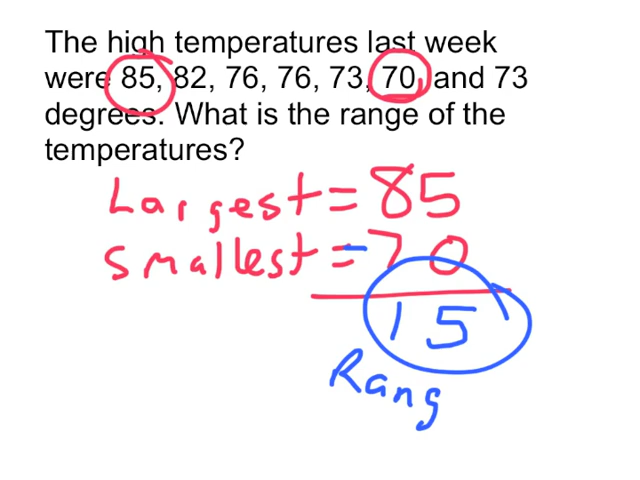 The high temperatures last week
were 85, 82, 76, 76, 73, 70, and 73
degrees. What is the range of the
temperatures?
Largest = 85
smallest = 70
15
Rang